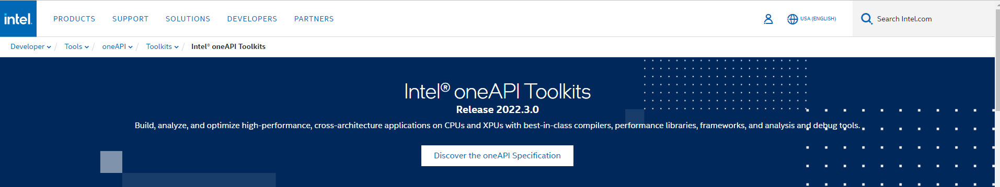 intel.
PRODUCTS SUPPORT SOLUTIONS DEVELOPERS PARTNERS USA (ENGLISH) Search Intel.com
Developer / Tools / oneAPI / Toolkits / Intel® oneAPI Toolkits
Intel® oneAPI Toolkits
Release 2022.3.0
Build, analyze, and optimize high-performance, cross-architecture applications on CPUs and XPUs with best-in-class compilers, performance libraries, frameworks, and analysis and debug tools.
Discover the oneAPI Specification